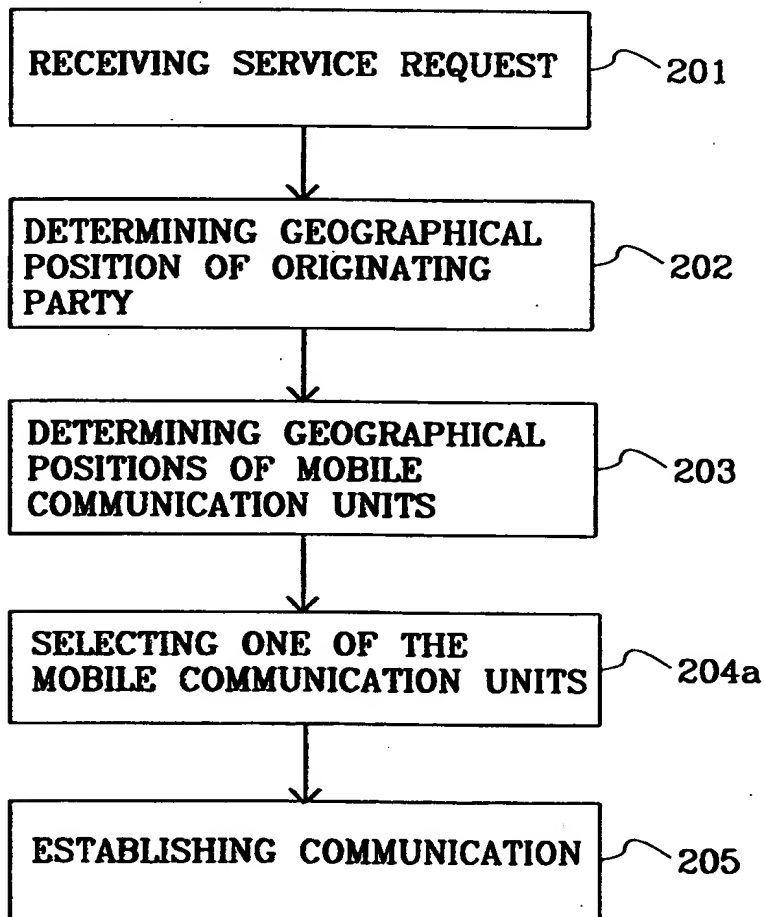 RECEIVING SERVICE REQUEST
201
DETERMINING GEOGRAPHICAL
POSITION OF ORIGINATING
PARTY
202
DETERMINING GEOGRAPHICAL
POSITIONS OF MOBILE
COMMUNICATION UNITS
203
SELECTING ONE OF THE
MOBILE COMMUNICATION UNITS
204a
ESTABLISHING COMMUNICATION
205